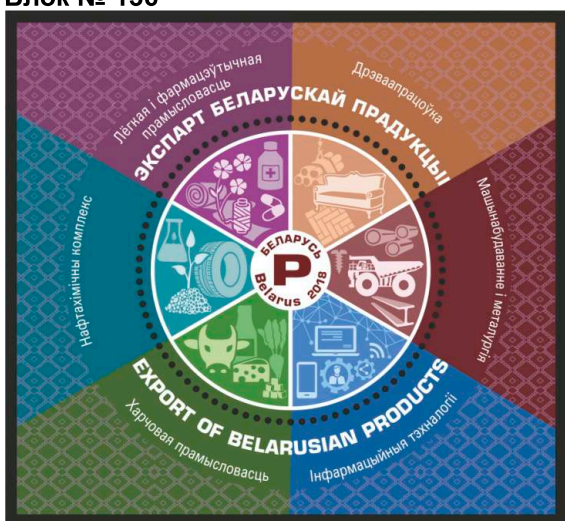 Блок № 130
Лёгкая і фармацэўтычная
прамысловасць
Дрэваапрацоўка
ЭКСПАРТ БЕЛАРУСКАЙ ПРАДУКЦЫІ
Нафтахімічны комплекс
Машынабудаванне і металургія
БЕЛАРУСЬ
P
Belarus 2018
EXPORT OF BELARUSIAN PRODUCTS
Харчовая прамысловасць
Інфармацыйныя тэхналогіі